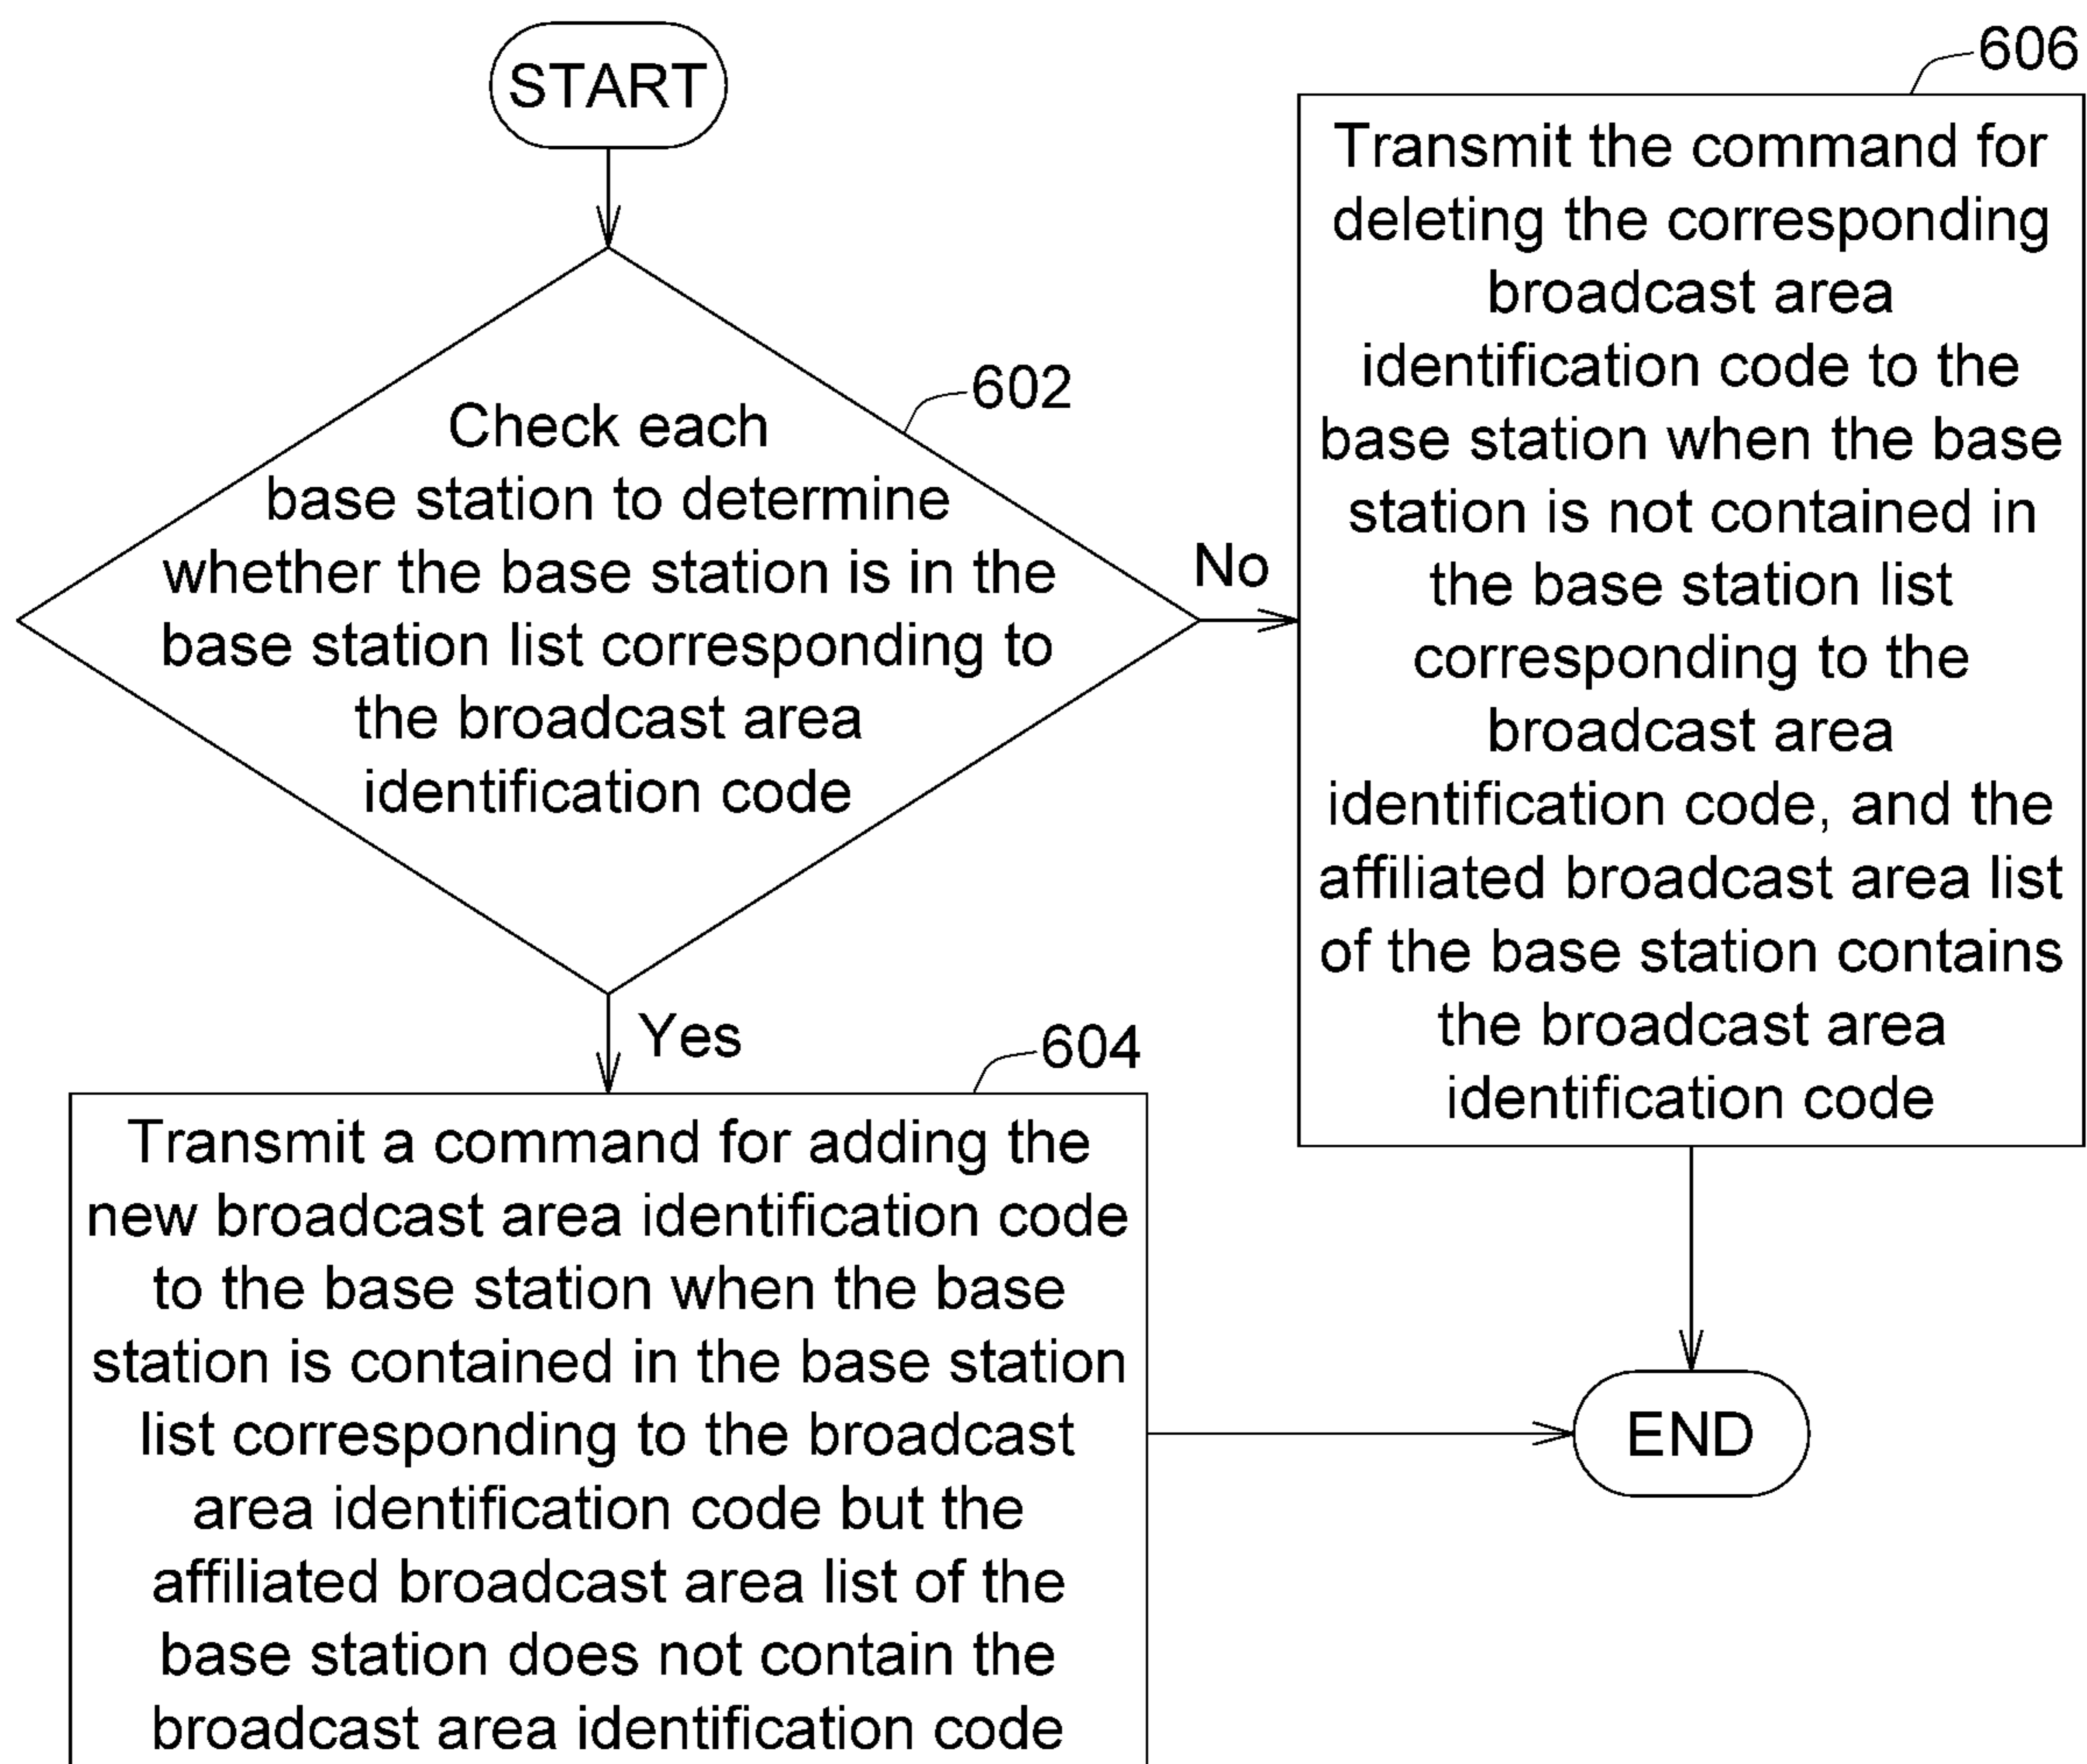 START
602
Check each
base station to determine
whether the base station is in the
base station list corresponding to
the broadcast area
identification code
No
Yes
606
Transmit the command for
deleting the corresponding
broadcast area
identification code to the
base station when the base
station is not contained in
the base station list
corresponding to the
broadcast area
identification code, and the
affiliated broadcast area list
of the base station contains
the broadcast area
identification code
604
Transmit a command for adding the
new broadcast area identification code
to the base station when the base
station is contained in the base station
list corresponding to the broadcast
area identification code but the
affiliated broadcast area list of the
base station does not contain the
broadcast area identification code
END